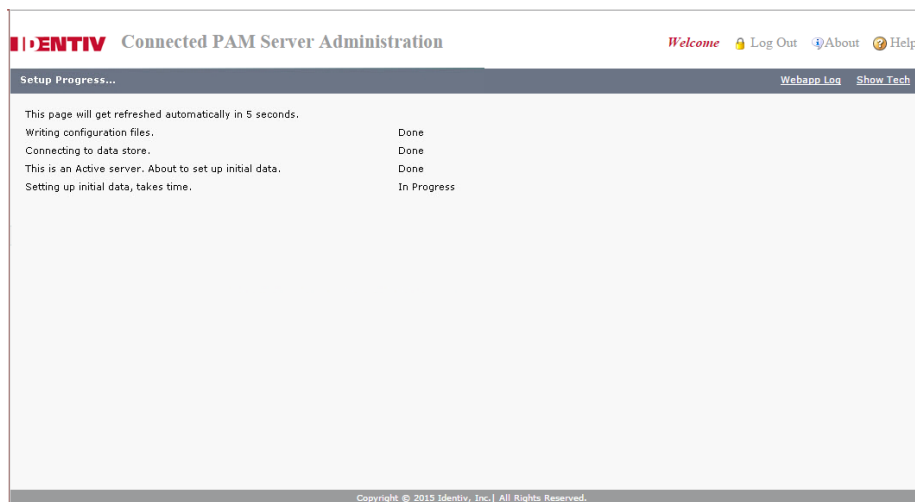 IDENTIV Connected PAM Server Administration Welcome Log Out About Help
Setup Progress... Webapp Log Show Tech
This page will get refreshed automatically in 5 seconds.
Writing configuration files. Done
Connecting to data store. Done
This is an Active server. About to set up initial data. Done
Setting up initial data, takes time. In Progress
Copyright © 2015 Identiv, Inc.| All Rights Reserved.